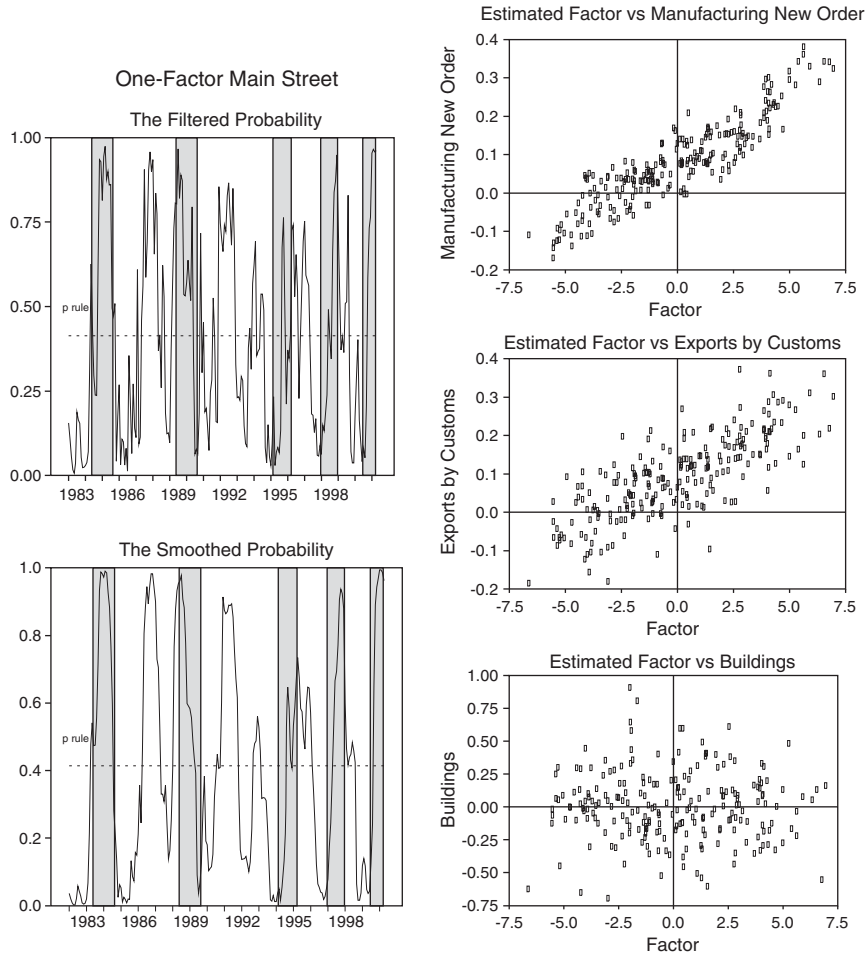 One-Factor Main Street
The Filtered Probability
1.00
0.75
0.50
0.25
0.00
p rule
1983 1986 1989 1992 1995 1998
The Smoothed Probability
1.0
0.8
0.6
0.4
0.2
0.0
p rule
1983 1986 1989 1992 1995 1998
Estimated Factor vs Manufacturing New Order
Manufacturing New Order
0.4
0.3
0.2
0.1
0.0
-0.1
-0.2
-7.5 -5.0 -2.5 0.0 2.5 5.0 7.5
Factor
Estimated Factor vs Exports by Customs
Exports by Customs
0.4
0.3
0.2
0.1
0.0
-0.1
-0.2
-7.5 -5.0 -2.5 0.0 2.5 5.0 7.5
Factor
Estimated Factor vs Buildings
Buildings
1.00
0.75
0.50
0.25
0.00
-0.25
-0.50
-0.75
-7.5 -5.0 -2.5 0.0 2.5 5.0 7.5
Factor